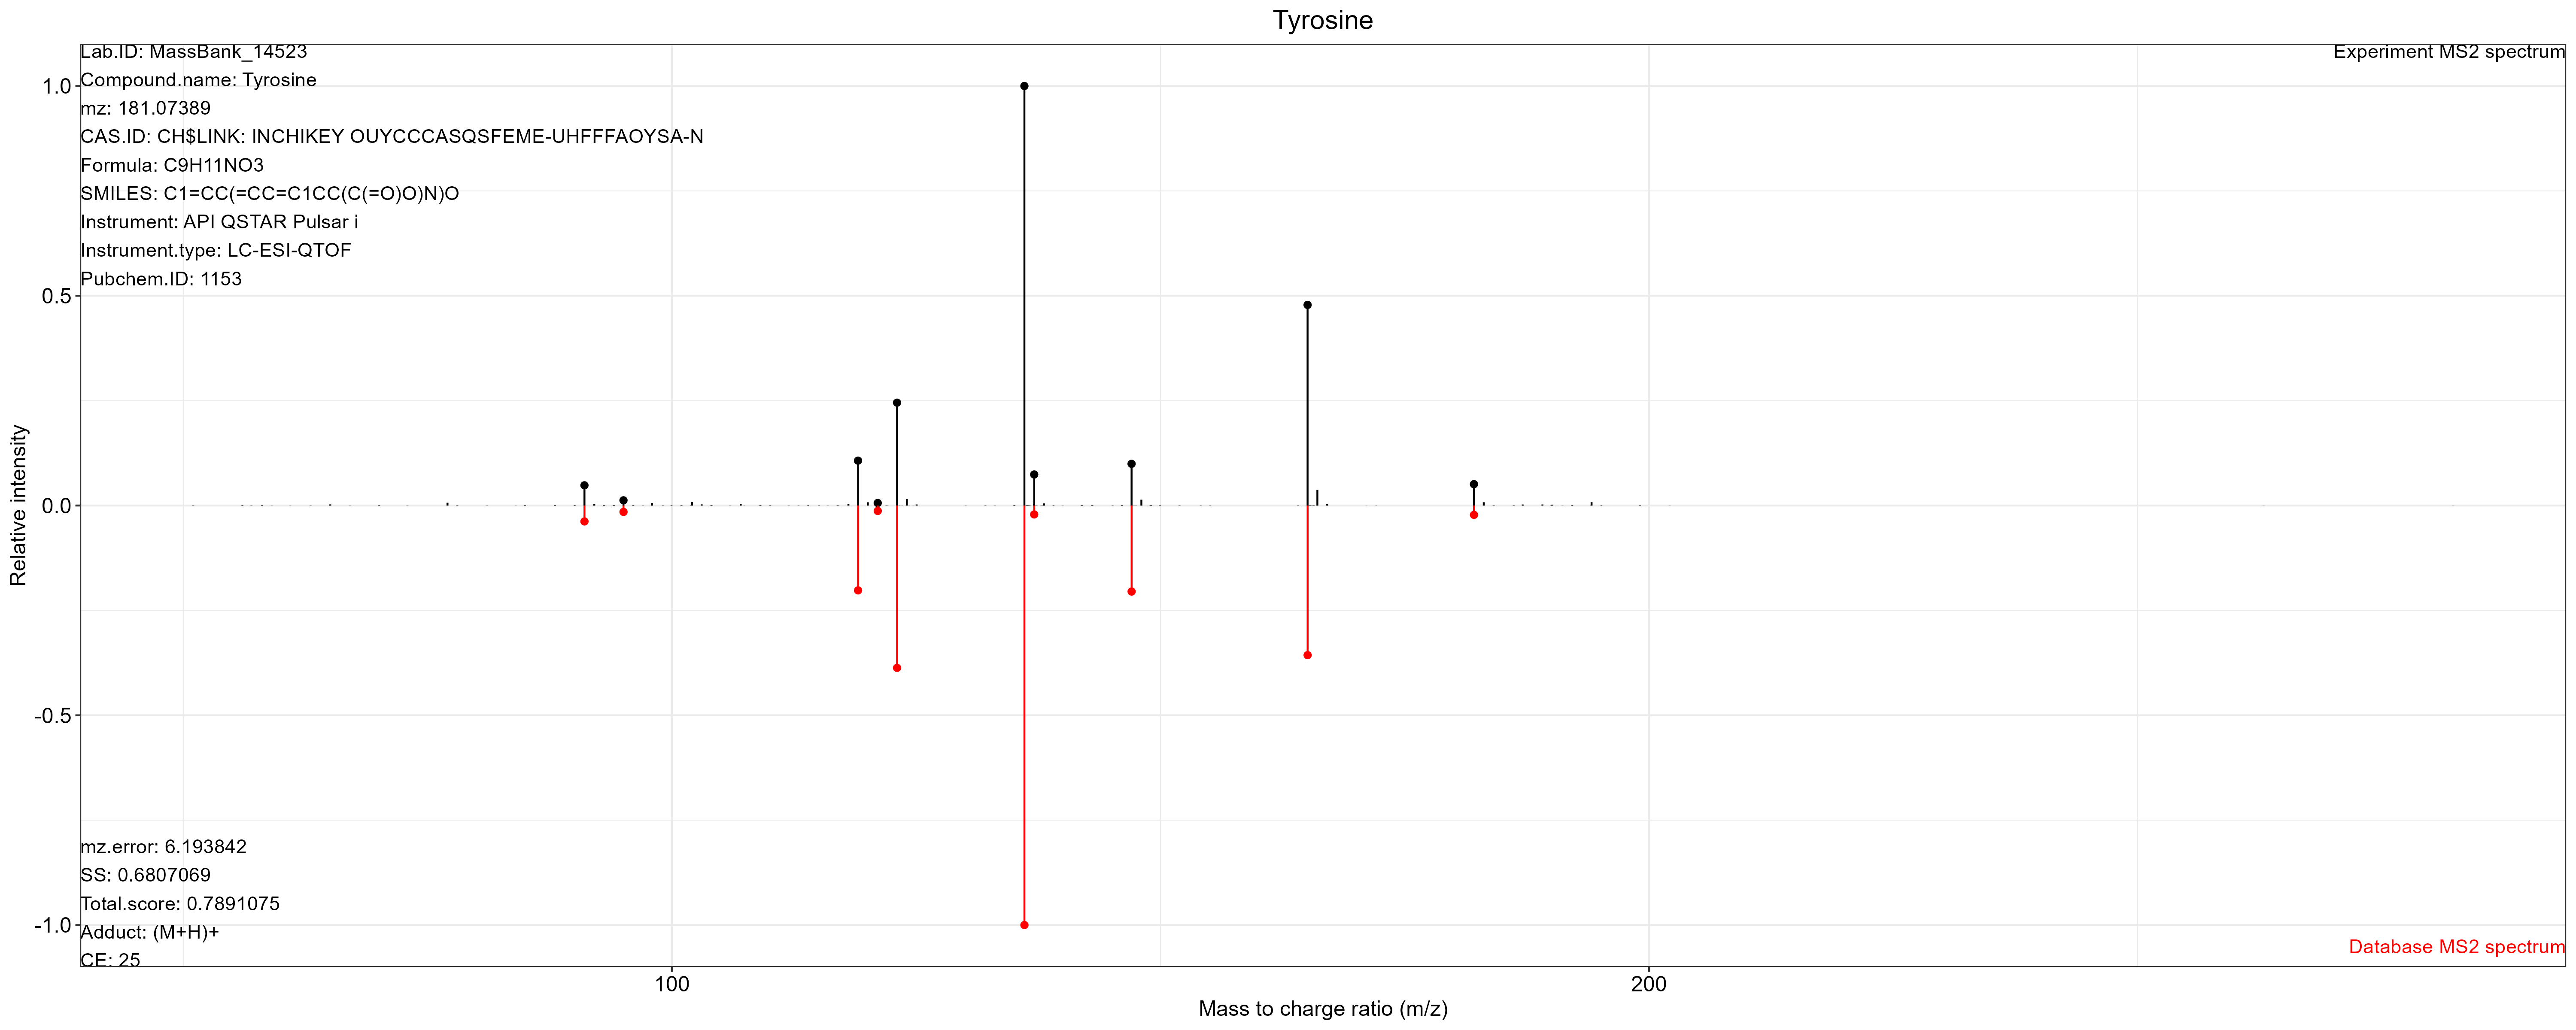 Tyrosine
Lab.ID: MassBank_14523
Experiment MS2 spectrum
Compound.name: Tyrosine
mz: 181.07389
CAS.ID: CH$LINK: INCHIKEY OUYCCCASQSFEME-UHFFFAOYSA-N
Formula: C9H11NO3
SMILES: C1=CC(=CC=C1CC(C(=O)O)N)O
Instrument: API QSTAR Pulsar i
Instrument.type: LC-ESI-QTOF
Pubchem.ID: 1153
1.0
0.5
0.0
-0.5
-1.0
Relative intensity
mz.error: 6.193842
SS: 0.6807069
Total.score: 0.7891075
Adduct: (M+H)+
CE: 25
Database MS2 spectrum
100
200
Mass to charge ratio (m/z)